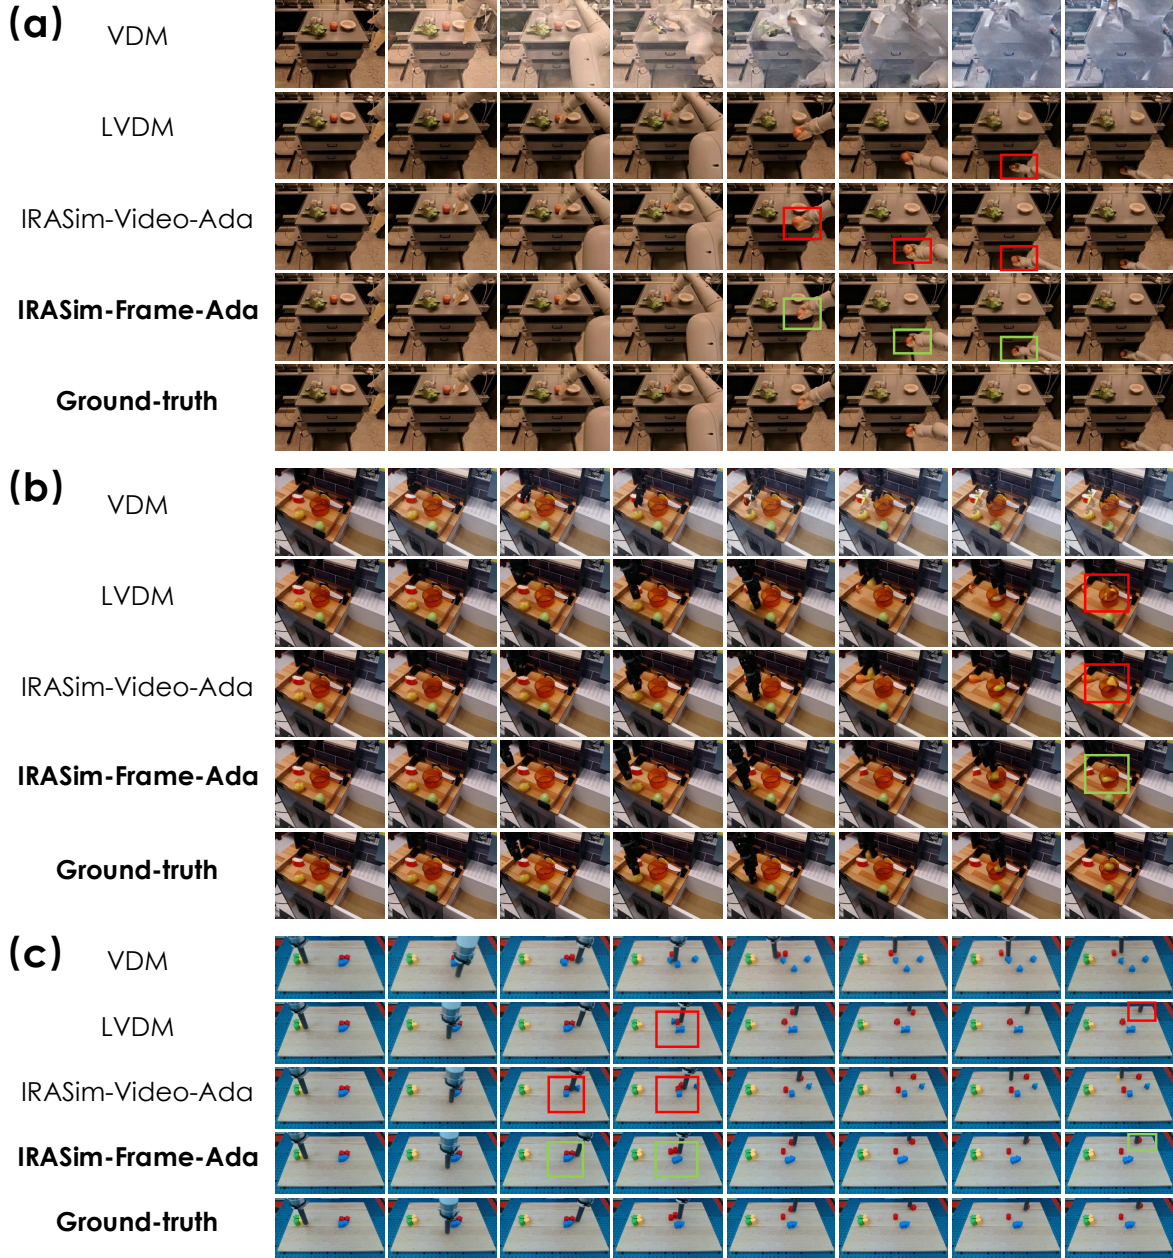 (a) VDM
LVDM
IRASim-Video-Ada
IRASim-Frame-Ada
Ground-truth
(b) VDM
LVDM
IRASim-Video-Ada
IRASim-Frame-Ada
Ground-truth
(c) VDM
LVDM
IRASim-Video-Ada
IRASim-Frame-Ada
Ground-truth